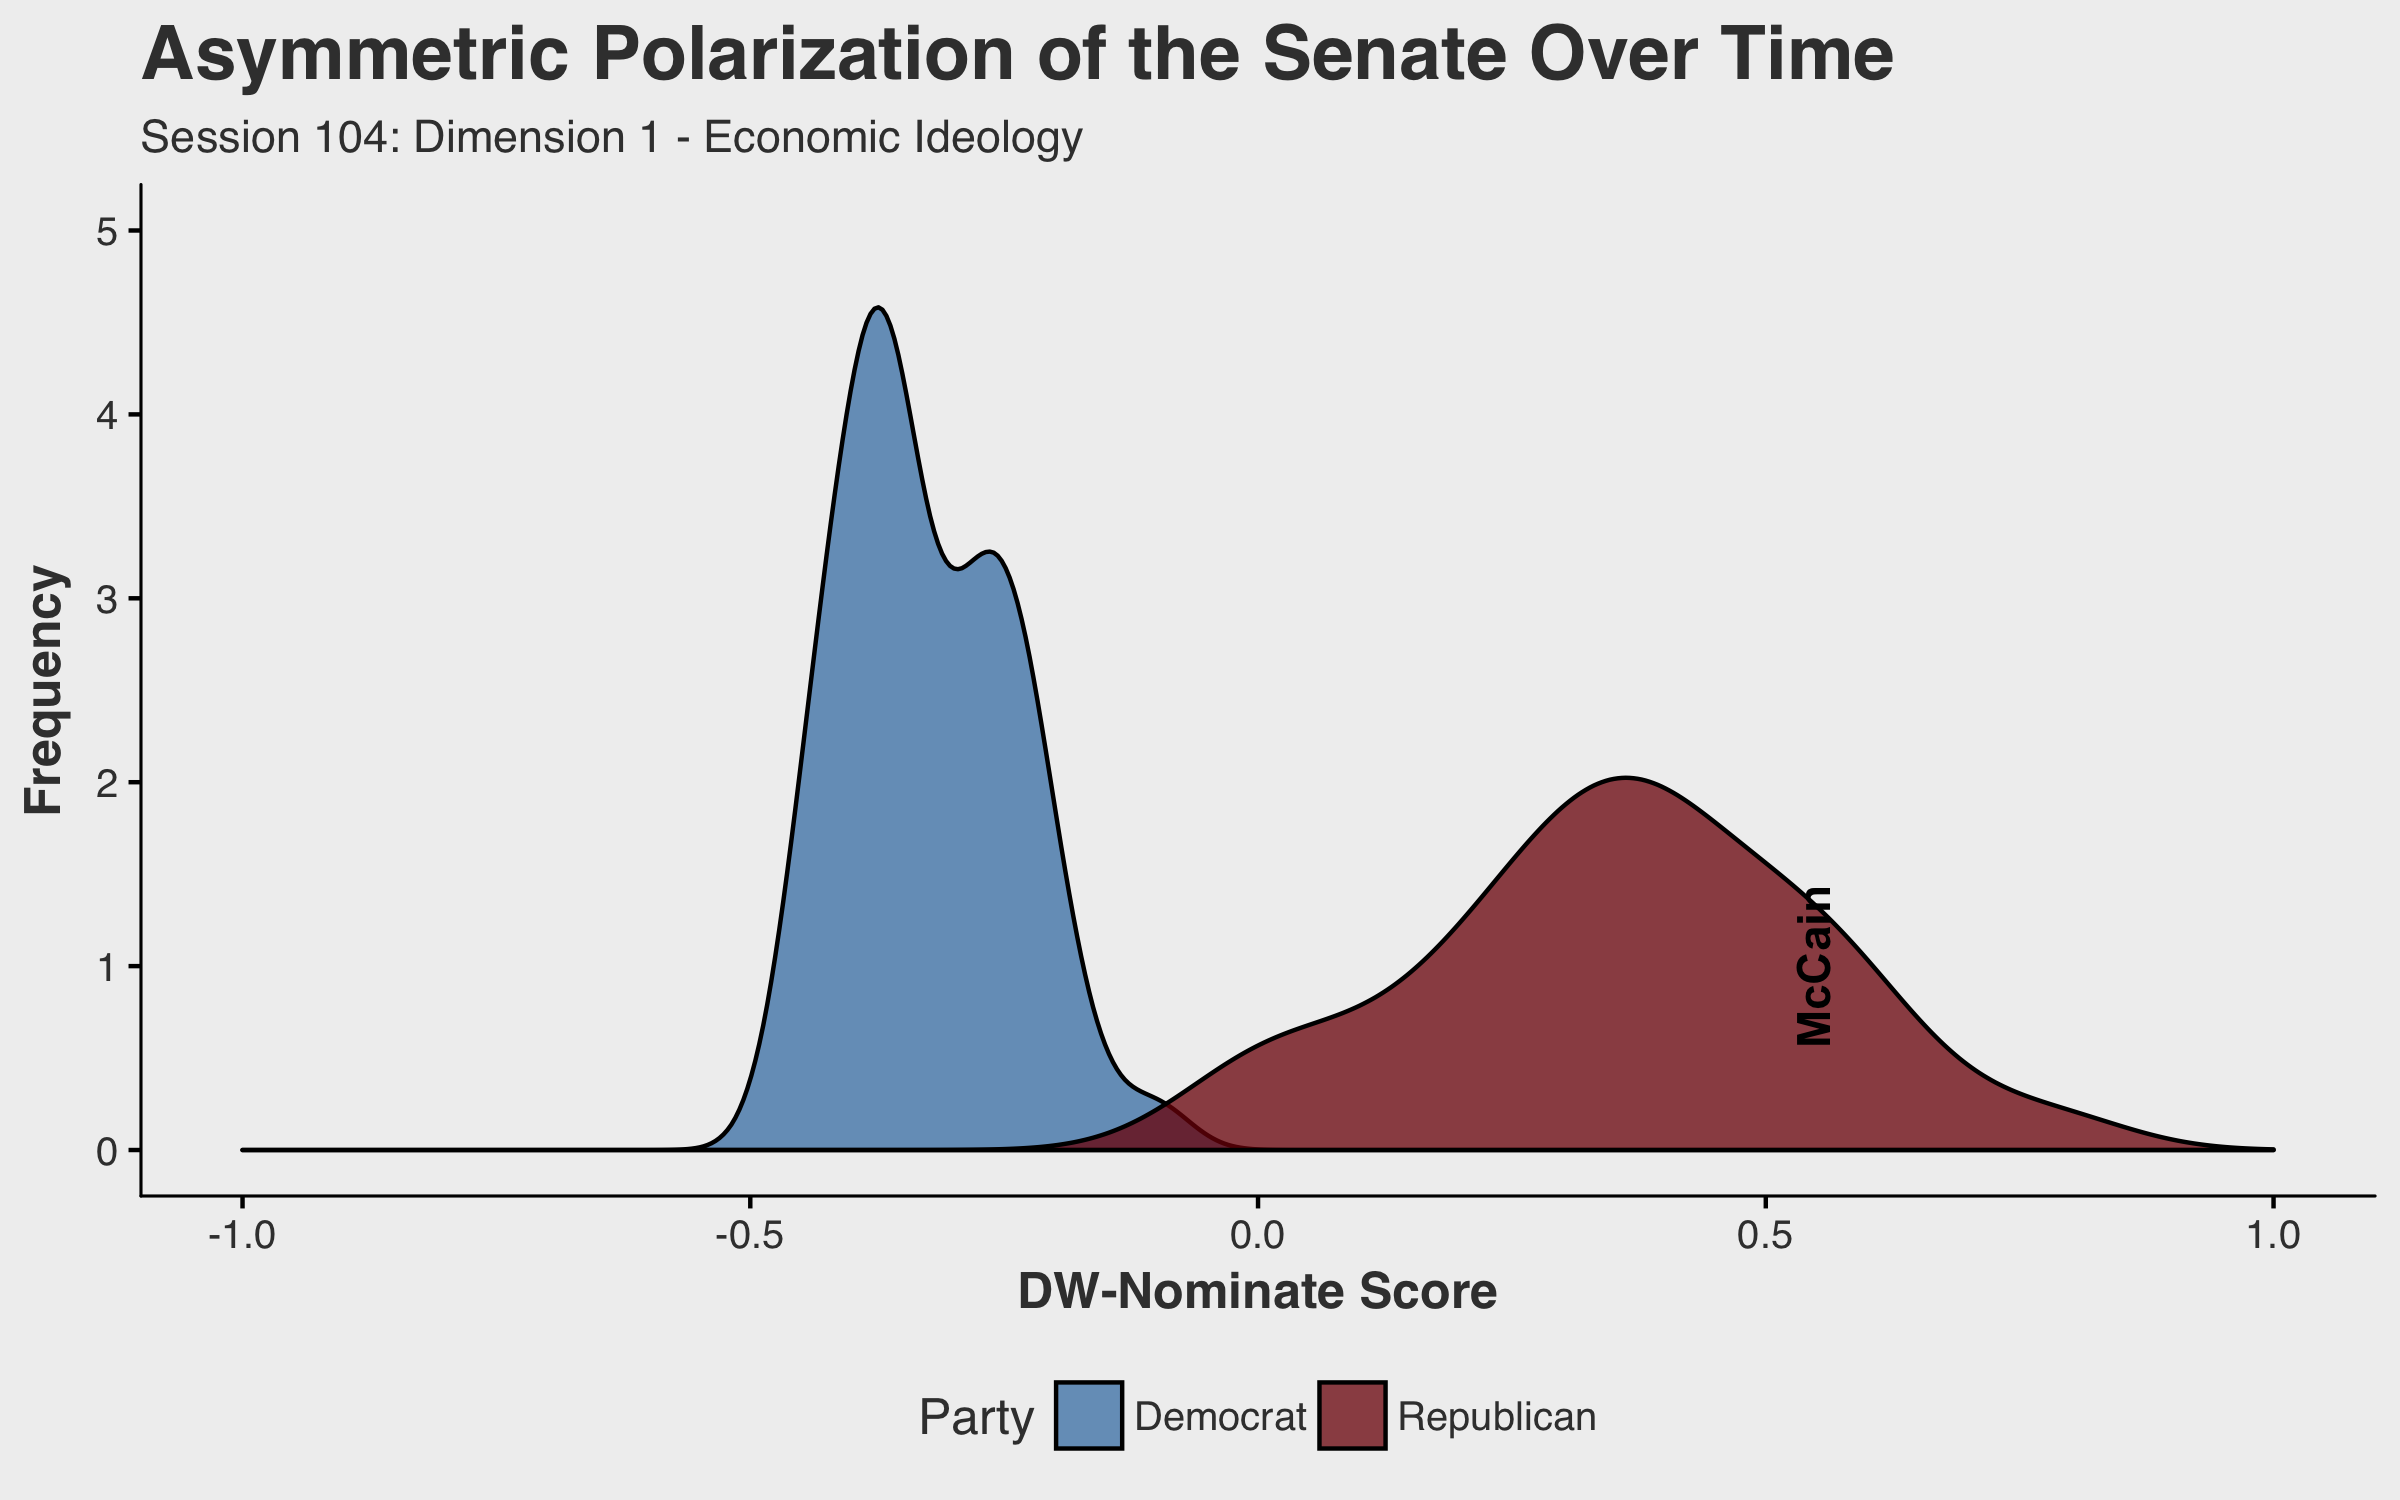 Asymmetric Polarization of the Senate Over Time
Session 104: Dimension 1 - Economic Ideology
Frequency
5
4
3
2
1
0
McCain
-1.0 -0.5 0.0 0.5 1.0
DW-Nominate Score
Party Democrat Republican